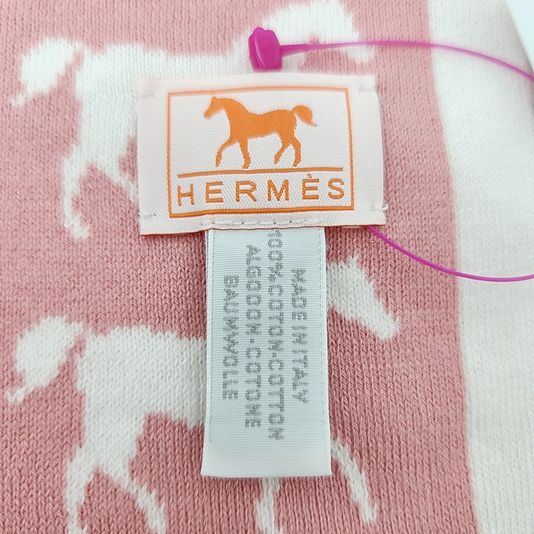 HERMÈS
MADE IN ITALY
100%COTON-COTTON
ALGODON-COTONE
BAUMWOLLE